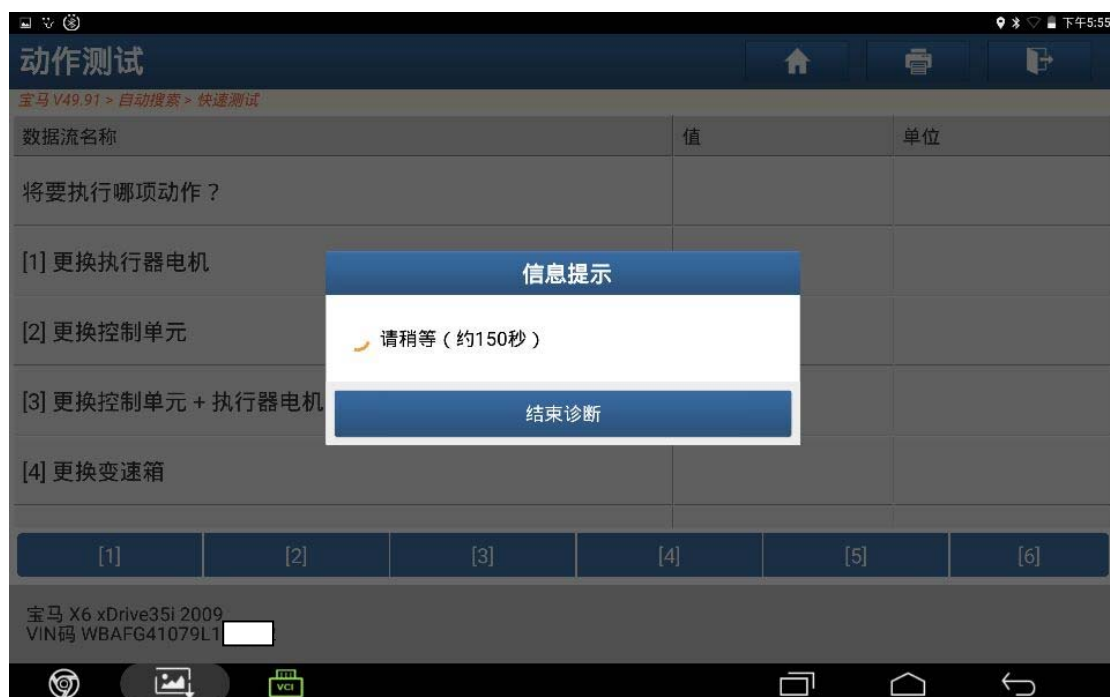 下午5:55
动作测试
宝马 V49.91 > 自动搜索 > 快速测试
数据流名称 值 单位
将要执行哪项动作？
[1] 更换执行器电机
信息提示
[2] 更换控制单元
请稍等（约150秒）
[3] 更换控制单元 + 执行器电机
结束诊断
[4] 更换变速箱
[1] [2] [3] [4] [5] [6]
宝马 X6 xDrive35i 2009
VIN码 WBAFG41079L1
VCI